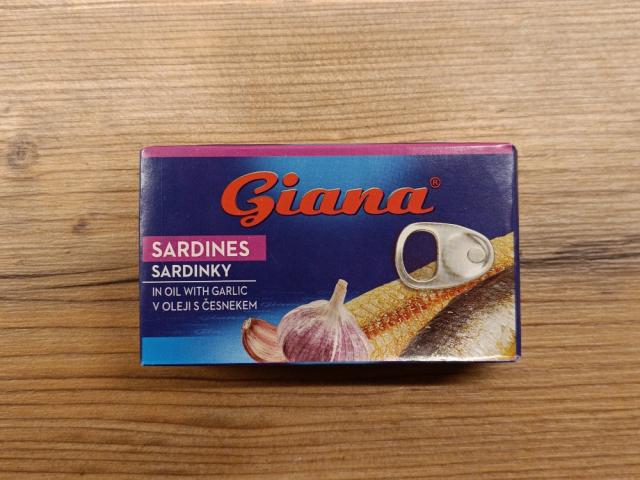 Giana®
SARDINES
SARDINKY
IN OIL WITH GARLIC
V OLEJI S ČESNEKEM